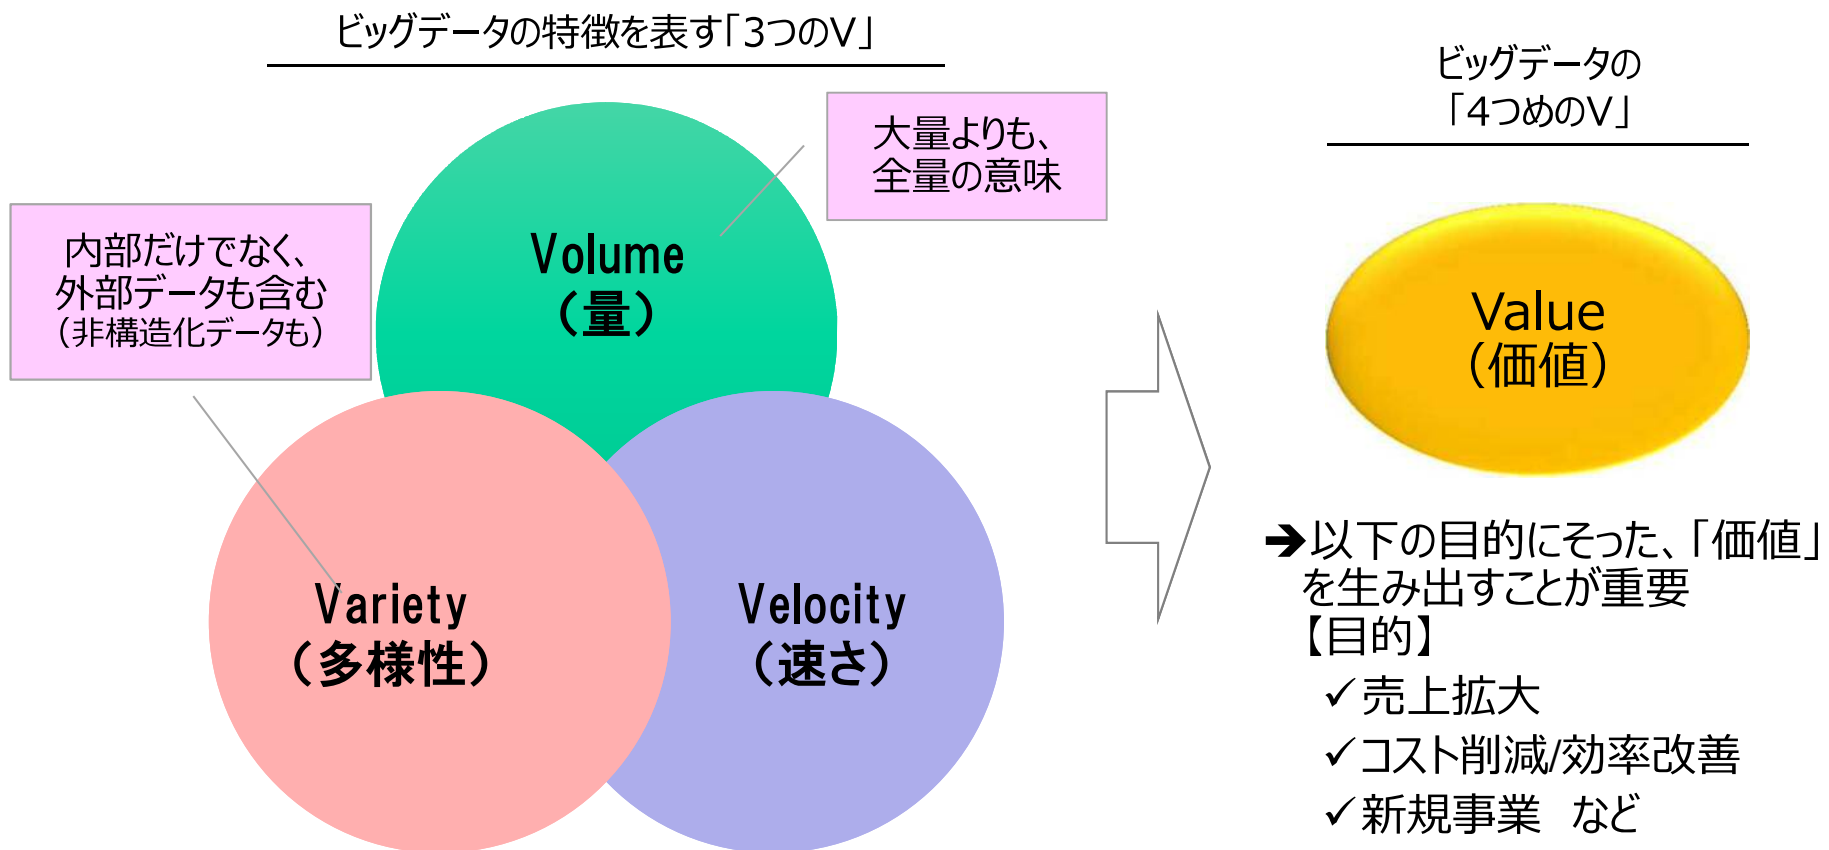 ビッグデータの特徴を表す「3つのV」
大量よりも、
全量の意味
内部だけでなく、
外部データも含む
（非構造化データも）
Volume
（量）
Variety
（多様性）
Velocity
（速さ）
ビッグデータの
「4つめのV」
Value
（価値）
➔以下の目的にそった、「価値」
を生み出すことが重要
【目的】
✓売上拡大
✓コスト削減/効率改善
✓新規事業　など